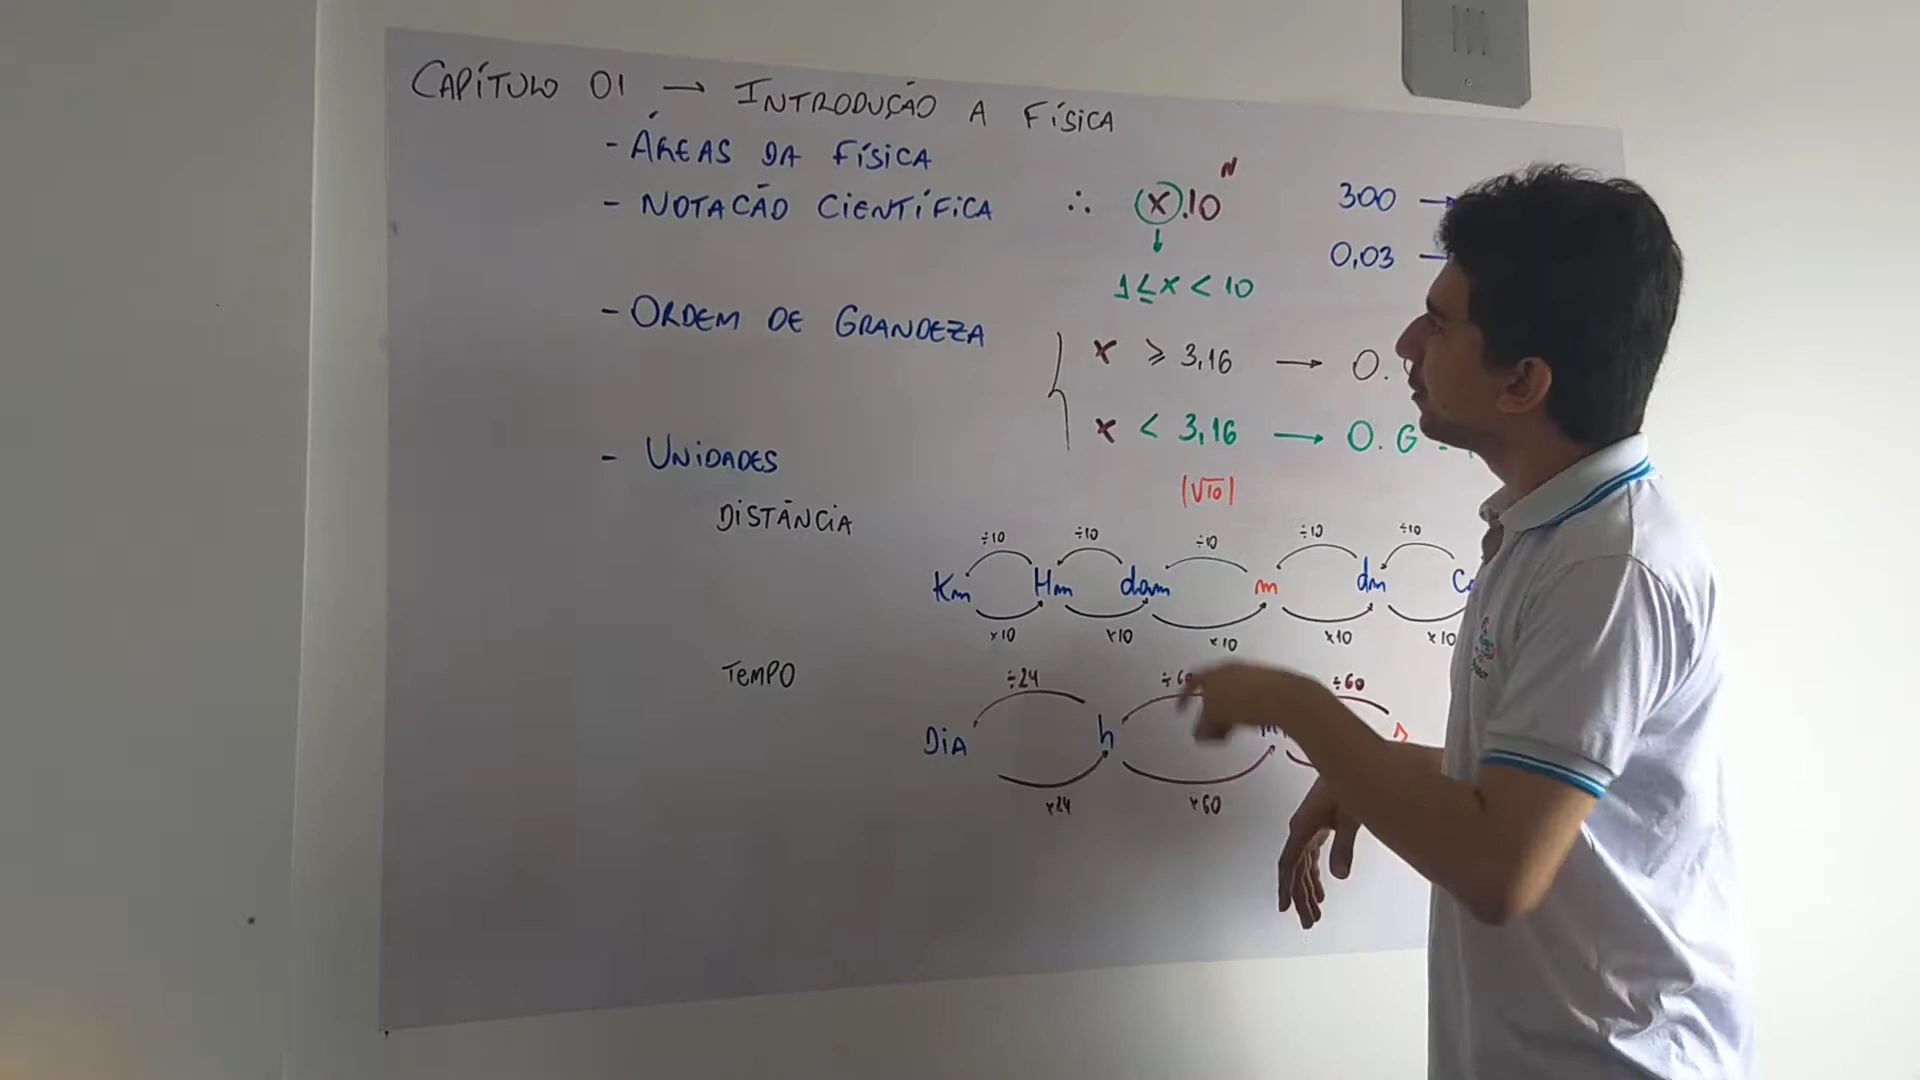 CAPÍTULO 01 → INTRODUÇÃO A FÍSICA
- ÁREAS DA FÍSICA
- NOTAÇÃO CIENTÍFICA ∴ (x).10ᴺ 300 →
0,03 →
1 ≤ x < 10
- ORDEM DE GRANDEZA
x ≥ 3,16 → O.
x < 3,16 → O. G =
|√10|
- UNIDADES
DISTÂNCIA
÷10 ÷10 ÷10 ÷10 ÷10
Km Hm dam m dm
x10 x10 x10 x10 x10
TEMPO
÷24 ÷60 ÷60
DIA h
x24 x60